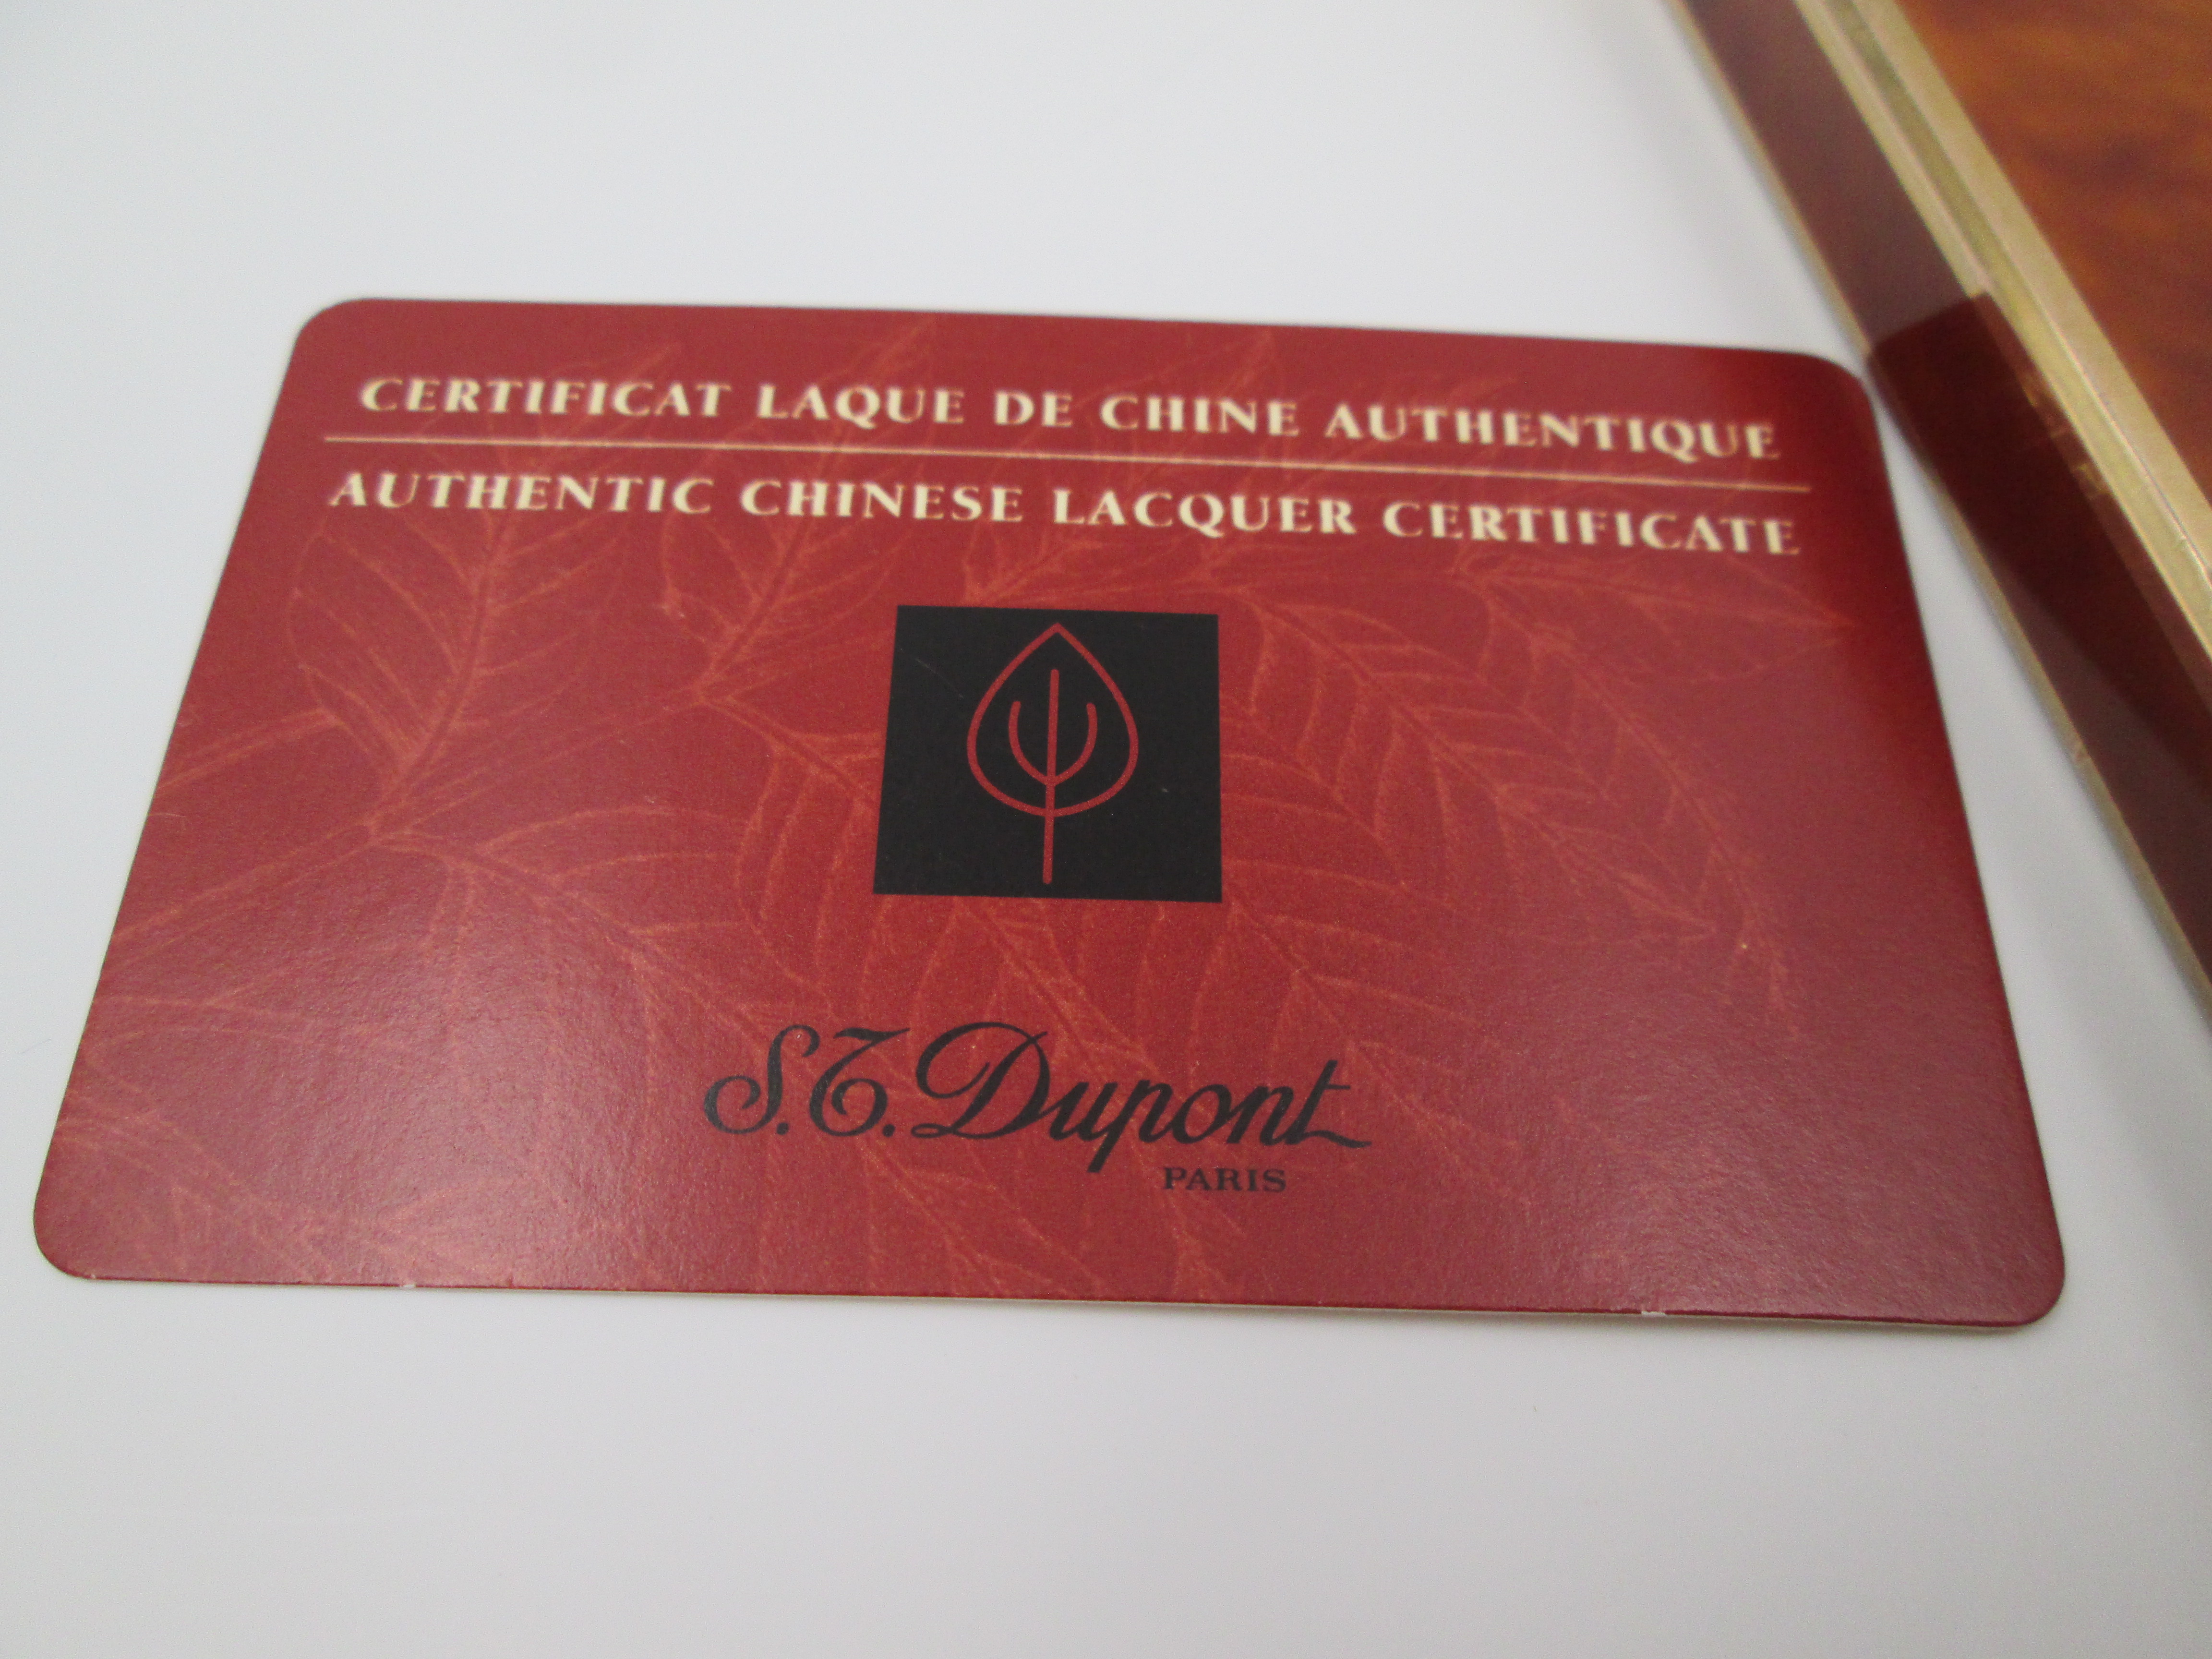 CERTIFICAT LAQUE DE CHINE AUTHENTIQUE
AUTHENTIC CHINESE LACQUER CERTIFICATE
S.T. Dupont
PARIS